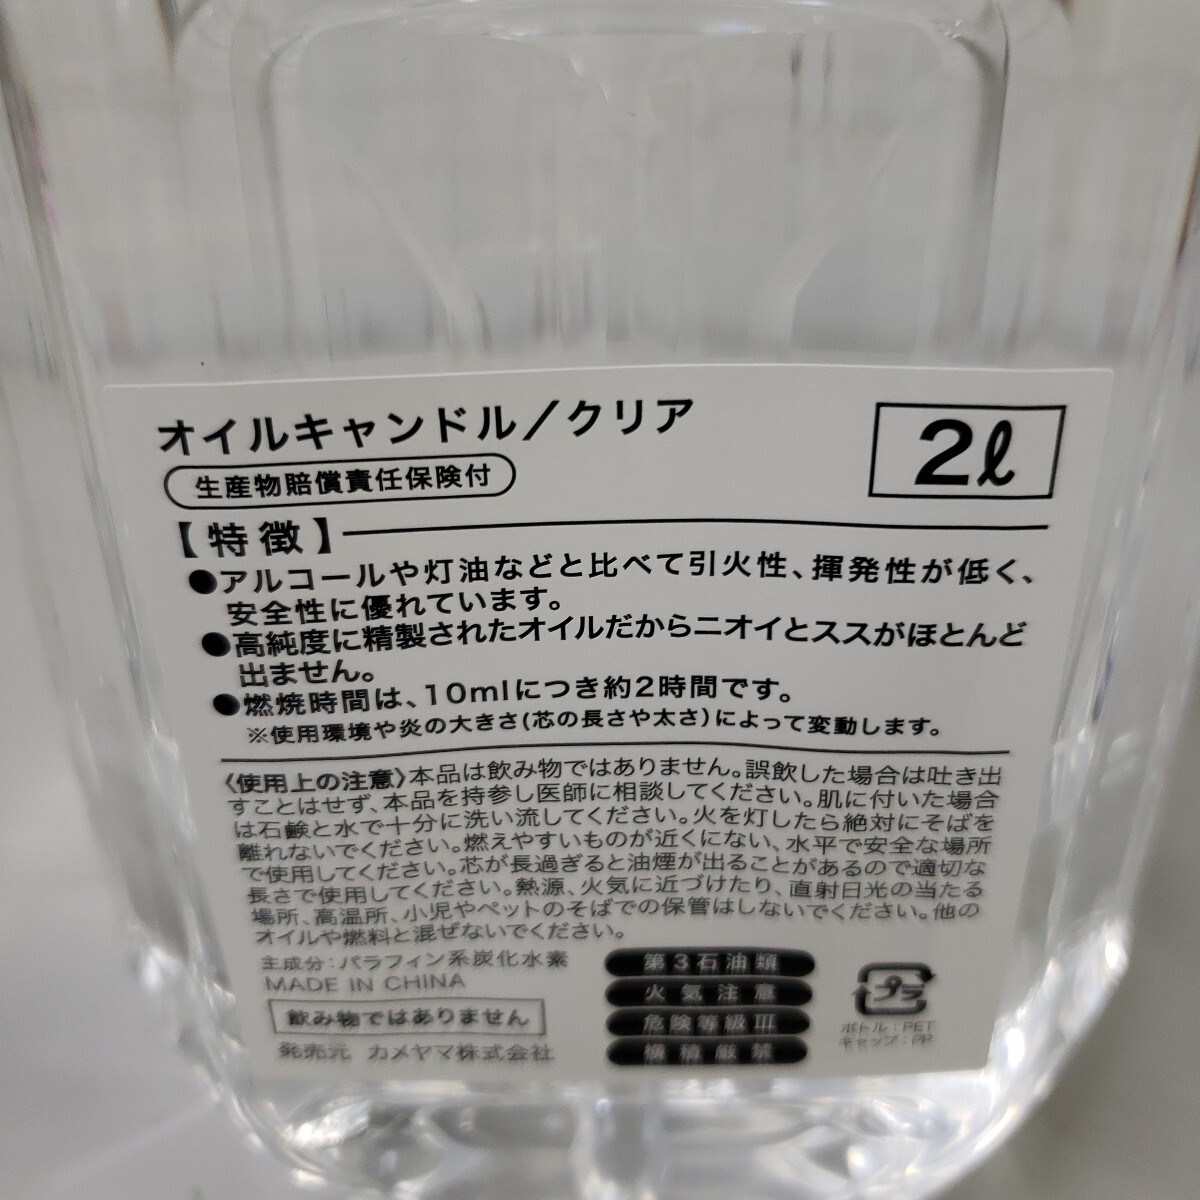 オイルキャンドル／クリア
2ℓ
生産物賠償責任保険付
【特徴】
●アルコールや灯油などと比べて引火性、揮発性が低く、
安全性に優れています。
●高純度に精製されたオイルだからニオイとススがほとんど
出ません。
●燃焼時間は、10mlにつき約2時間です。
※使用環境や炎の大きさ(芯の長さや太さ)によって変動します。
〈使用上の注意〉本品は飲み物ではありません。誤飲した場合は吐き出
すことはせず、本品を持参し医師に相談してください。肌に付いた場合
は石鹸と水で十分に洗い流してください。火を灯したら絶対にそばを
離れないでください。燃えやすいものが近くにない、水平で安全な場所
で使用してください。芯が長過ぎると油煙が出ることがあるので適切な
長さで使用してください。熱源、火気に近づけたり、直射日光の当たる
場所、高温所、小児やペットのそばでの保管はしないでください。他の
オイルや燃料と混ぜないでください。
主成分：パラフィン系炭化水素
MADE IN CHINA
飲み物ではありません
発売元 カメヤマ株式会社
第3石油類
火気注意
危険等級III
横積厳禁
プラ
ボトル：PET
キャップ：PP